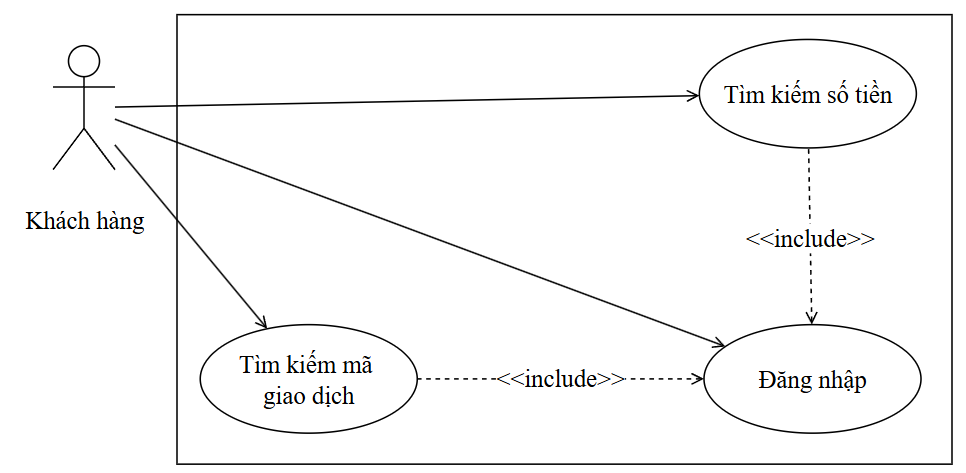 Tìm kiếm số tiền
Khách hàng
<<include>>
Tìm kiếm mã
giao dịch
<<include>>
Đăng nhập